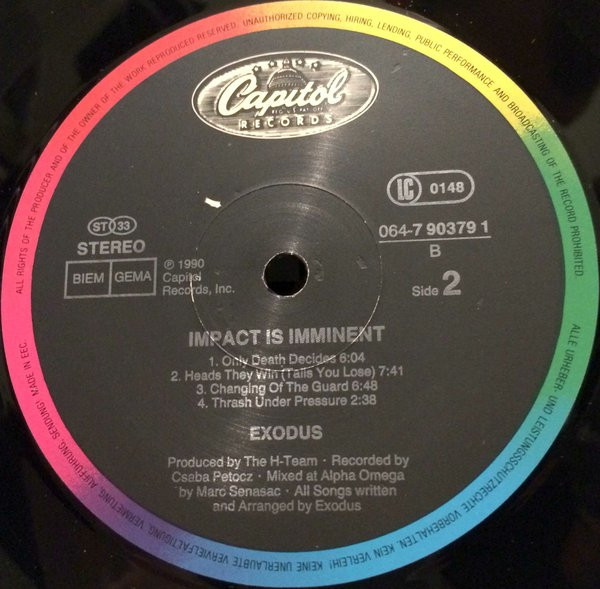 ALL RIGHTS OF THE PRODUCER AND OF THE OWNER OF THE WORK REPRODUCED RESERVED. UNAUTHORIZED COPYING, HIRING, LENDING, PUBLIC PERFORMANCE AND BROADCASTING OF THE RECORD PROHIBITED.
ALLE URHEBER- UND LEISTUNGSSCHUTZRECHTE VORBEHALTEN. KEIN VERLEIH! KEINE UNERLAUBTE VERVIELFÄLTIGUNG, VERMIETUNG, AUFFÜHRUNG, SENDUNG! MADE IN EEC.
Capitol
RECORDS
LC 0148
ST 33
STEREO
BIEM GEMA
℗ 1990
Capitol
Records, Inc.
064-7 90379 1
B
Side 2
IMPACT IS IMMINENT
1. Only Death Decides 6:04
2. Heads They Win (Tails You Lose) 7:41
3. Changing Of The Guard 6:48
4. Thrash Under Pressure 2:38
EXODUS
Produced by The H-Team · Recorded by
Csaba Petocz · Mixed at Alpha Omega
by Marc Senasac · All Songs written
and Arranged by Exodus